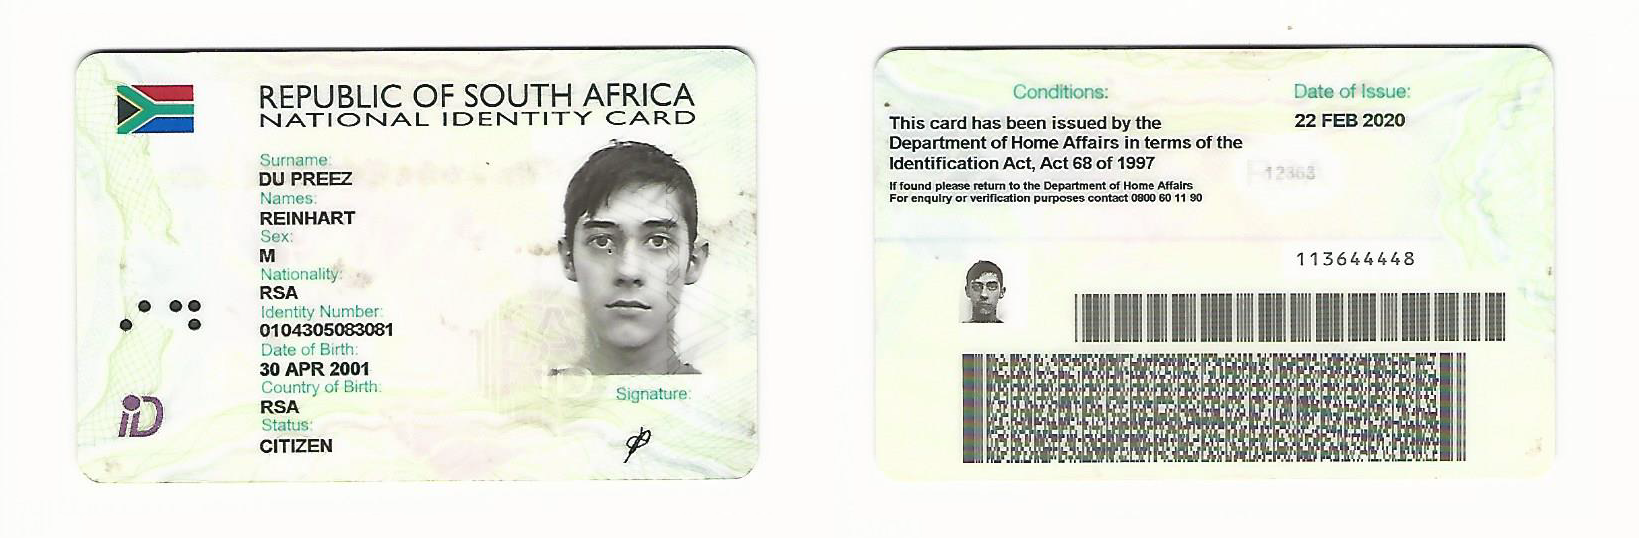 REPUBLIC OF SOUTH AFRICA
NATIONAL IDENTITY CARD
Surname:
DU PREEZ
Names:
REINHART
Sex:
M
Nationality:
RSA
Identity Number:
0104305083081
Date of Birth:
30 APR 2001
Country of Birth:
RSA
Status:
CITIZEN
Signature:
iD
Conditions:
This card has been issued by the
Department of Home Affairs in terms of the
Identification Act, Act 68 of 1997
If found please return to the Department of Home Affairs
For enquiry or verification purposes contact 0800 60 11 90
Date of Issue:
22 FEB 2020
113644448